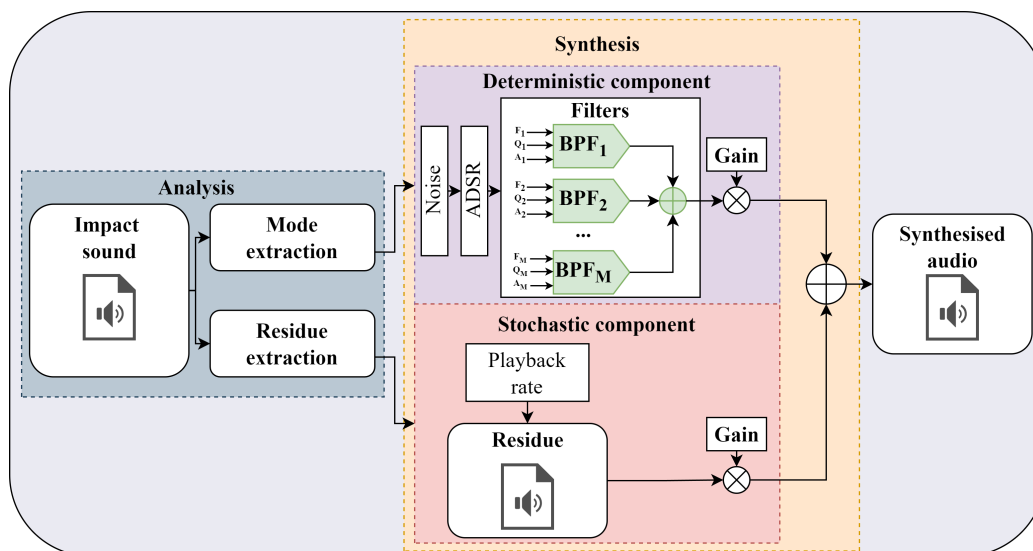 Synthesis
Deterministic component
Filters
Noise
ADSR
F1
Q1
A1
BPF1
F2
Q2
A2
BPF2
...
FM
QM
AM
BPFM
Gain
Analysis
Impact
sound
Mode
extraction
Residue
extraction
Stochastic component
Playback
rate
Residue
Gain
Synthesised
audio